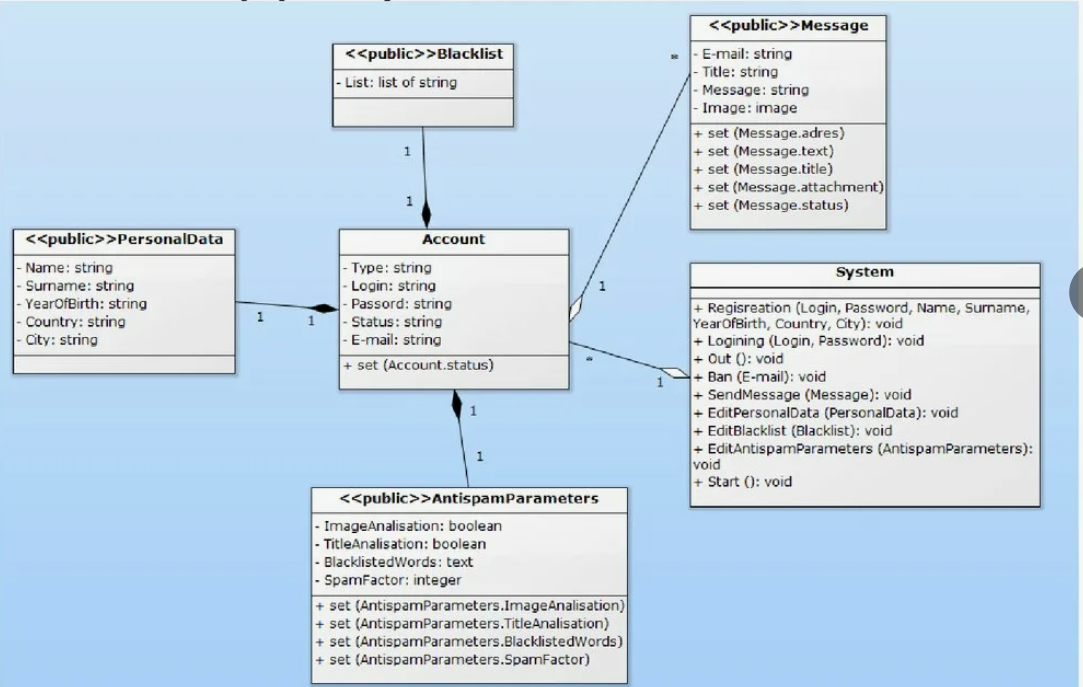 <<public>>Blacklist
- List: list of string
1
1
<<public>>Message
- E-mail: string
- Title: string
- Message: string
- Image: image
+ set (Message.adres)
+ set (Message.text)
+ set (Message.title)
+ set (Message.attachment)
+ set (Message.status)
*
1
<<public>>PersonalData
- Name: string
- Surname: string
- YearOfBirth: string
- Country: string
- City: string
1
1
Account
- Type: string
- Login: string
- Passord: string
- Status: string
- E-mail: string
+ set (Account.status)
*
1
System
+ Regisreation (Login, Password, Name, Surname,
YearOfBirth, Country, City): void
+ Logining (Login, Password): void
+ Out (): void
+ Ban (E-mail): void
+ SendMessage (Message): void
+ EditPersonalData (PersonalData): void
+ EditBlacklist (Blacklist): void
+ EditAntispamParameters (AntispamParameters):
void
+ Start (): void
1
1
<<public>>AntispamParameters
- ImageAnalisation: boolean
- TitleAnalisation: boolean
- BlacklistedWords: text
- SpamFactor: integer
+ set (AntispamParameters.ImageAnalisation)
+ set (AntispamParameters.TitleAnalisation)
+ set (AntispamParameters.BlacklistedWords)
+ set (AntispamParameters.SpamFactor)